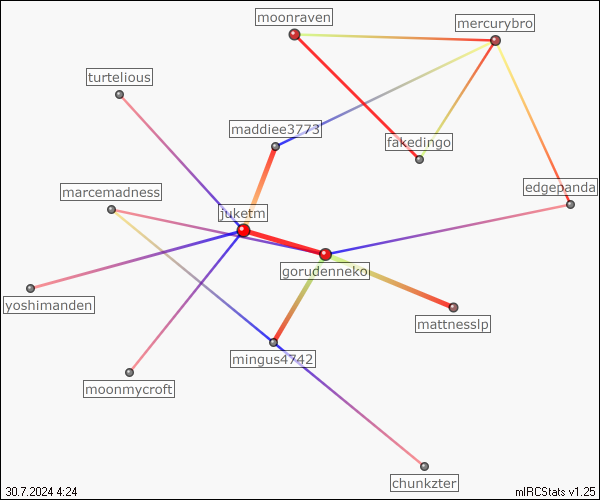 moonraven
mercurybro
turtelious
maddiee3773
fakedingo
marcemadness
edgepanda
juketm
gorudenneko
yoshimanden
mattnesslp
mingus4742
moonmycroft
chunkzter
30.7.2024 4:24
mIRCStats v1.25